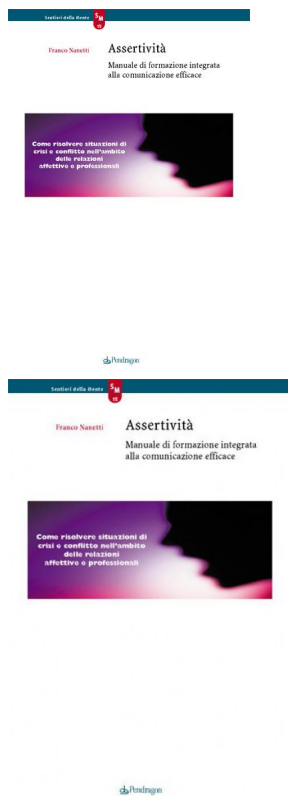 Sentieri della Mente
SM
15
Franco Nanetti
Assertività
Manuale di formazione integrata
alla comunicazione efficace
Come risolvere situazioni di
crisi e conflitto nell'ambito
delle relazioni
affettive e professionali
Pendragon
Sentieri della Mente
SM
15
Franco Nanetti
Assertività
Manuale di formazione integrata
alla comunicazione efficace
Come risolvere situazioni di
crisi e conflitto nell'ambito
delle relazioni
affettive e professionali
Pendragon